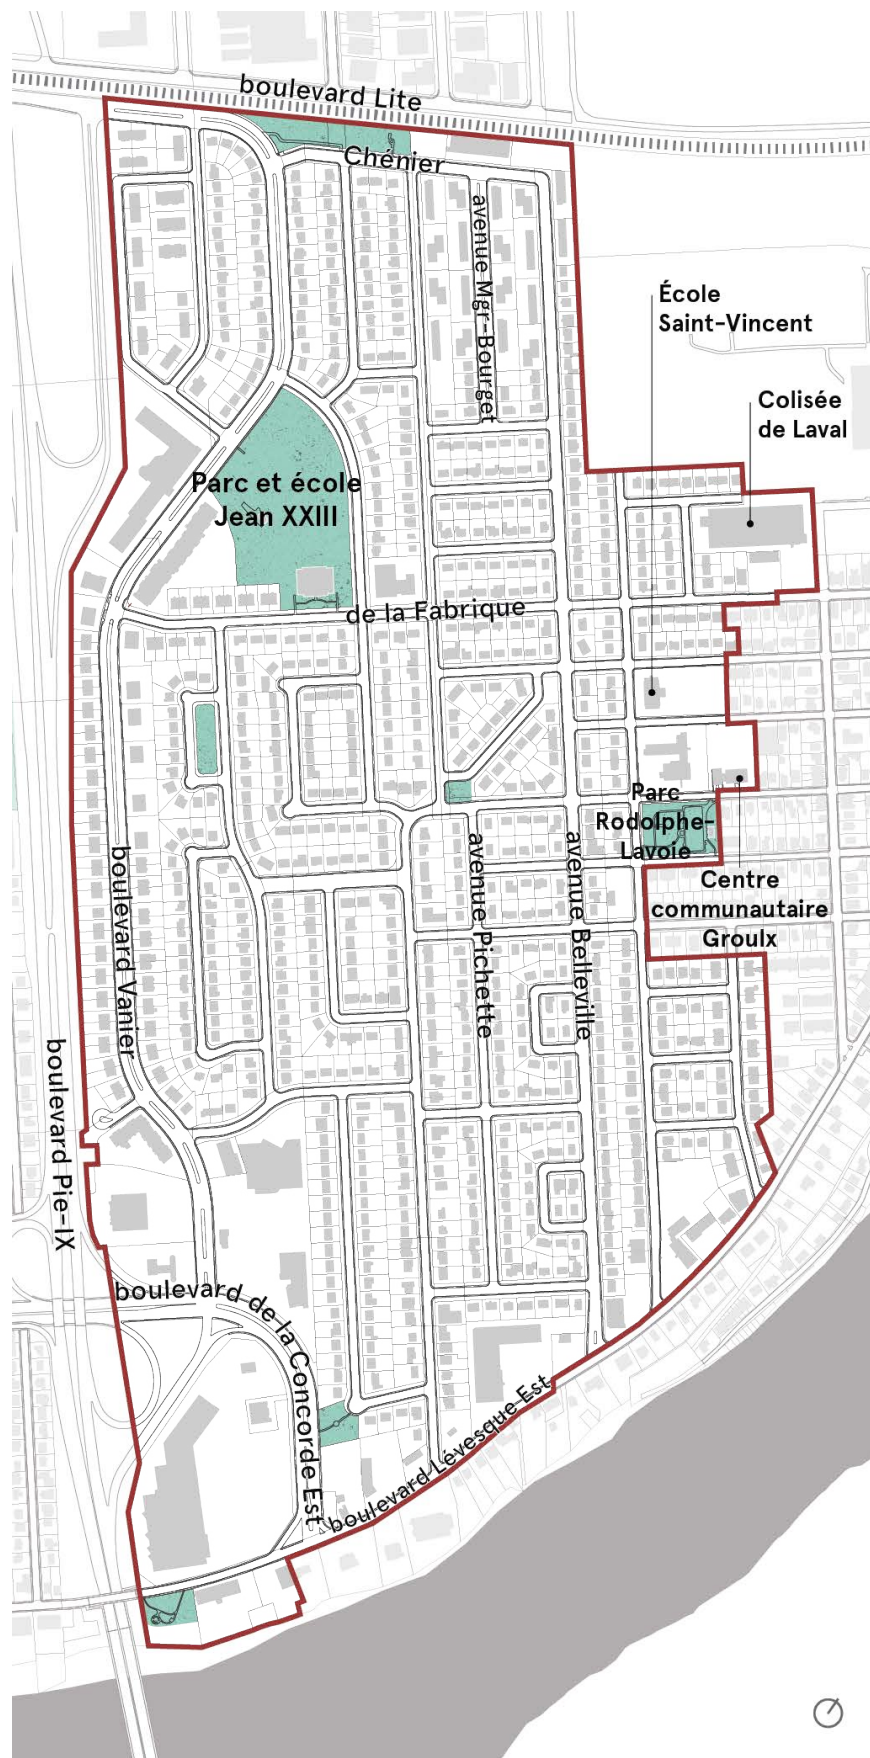 boulevard Lite
Chénier
avenue Mgr-Bourget
École
Saint-Vincent
Colisée
de Laval
Parc et école
Jean XXIII
de la Fabrique
Parc
Rodolphe-
Lavoie
avenue Pichette
avenue Belleville
boulevard Vanier
Centre
communautaire
Groulx
boulevard Pie-IX
boulevard de la Concorde Est
boulevard Lévesque Est